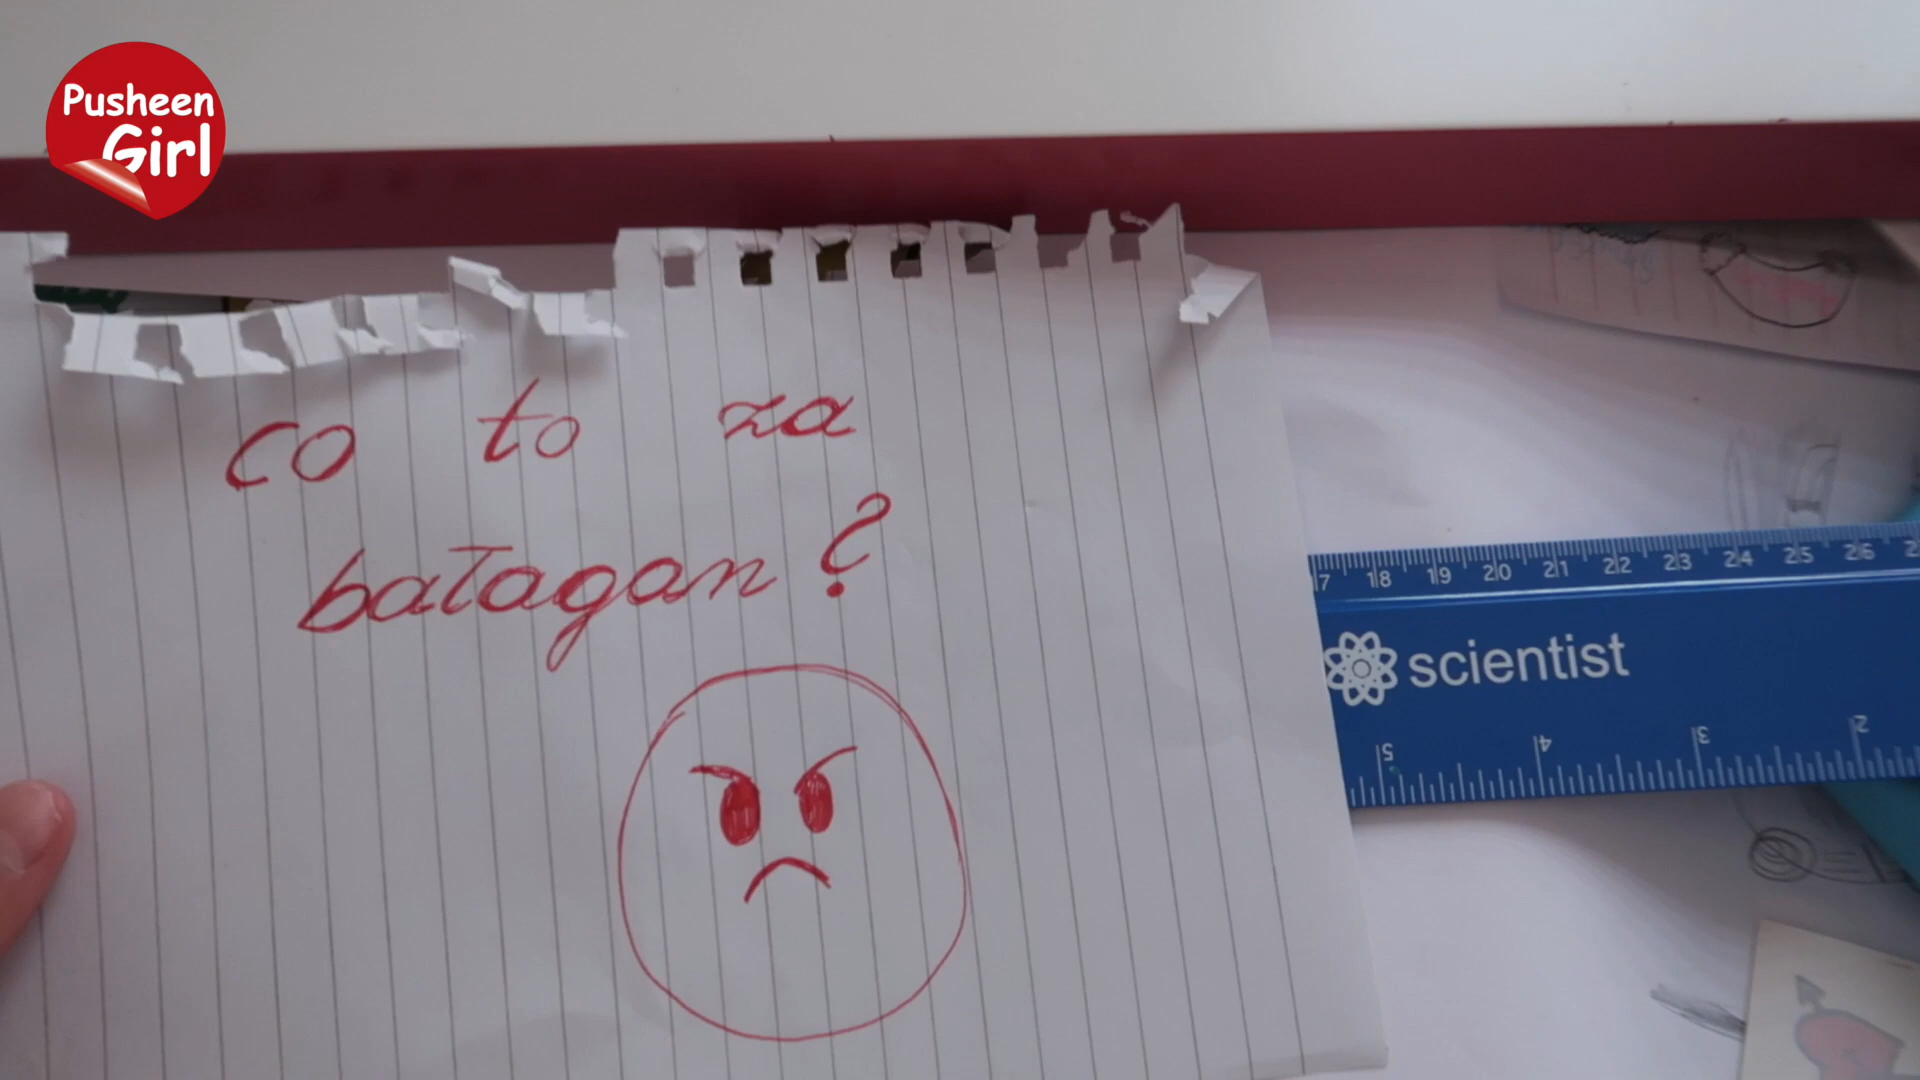 Pusheen
Girl
co to za
bałagan?
17 18 19 20 21 22 23 24 25 26 2
scientist
5 4 3 2